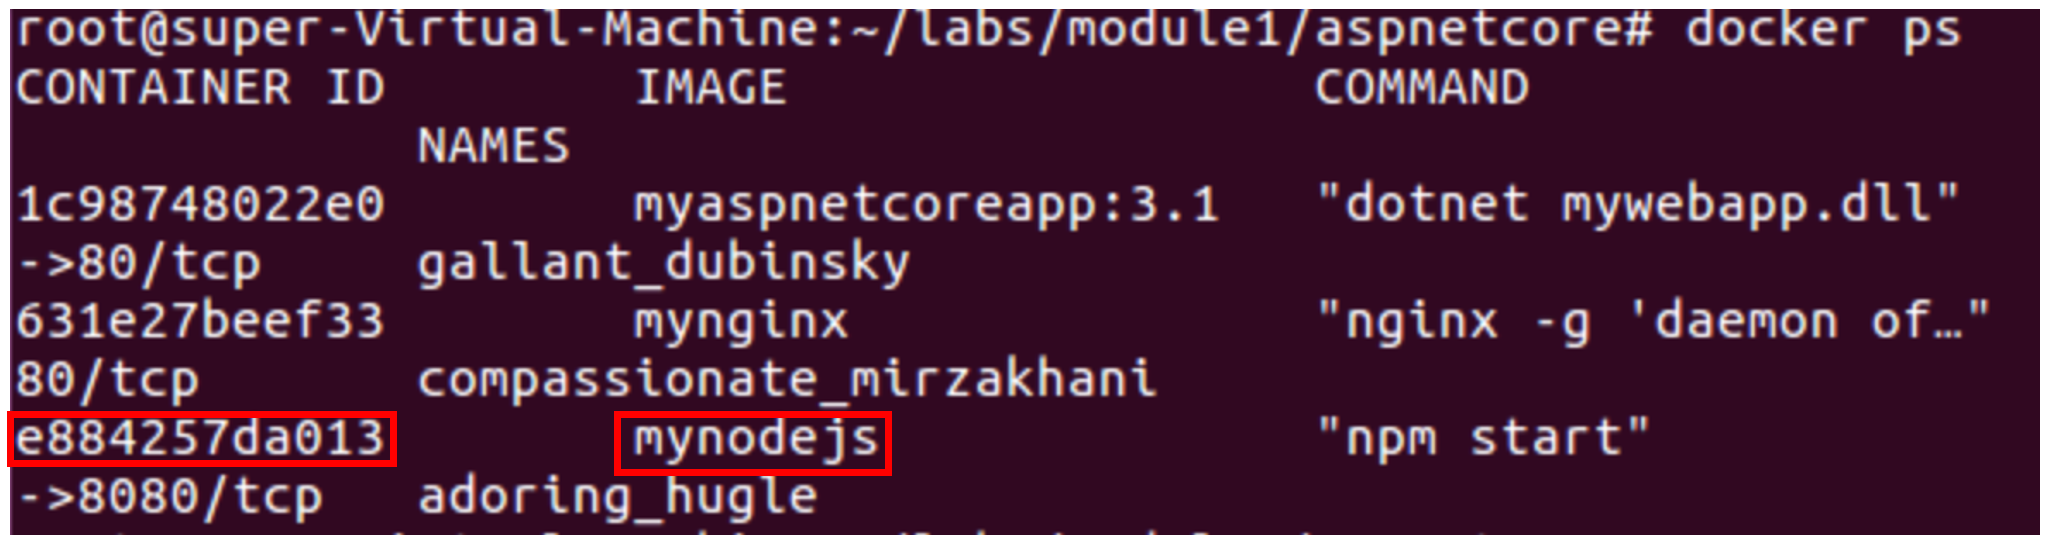 root@super-Virtual-Machine:~/labs/module1/aspnetcore# docker ps
CONTAINER ID IMAGE COMMAND
NAMES
1c98748022e0 myaspnetcoreapp:3.1 "dotnet mywebapp.dll"
->80/tcp gallant_dubinsky
631e27beef33 mynginx "nginx -g 'daemon of…"
80/tcp compassionate_mirzakhani
e884257da013 mynodejs "npm start"
->8080/tcp adoring_hugle